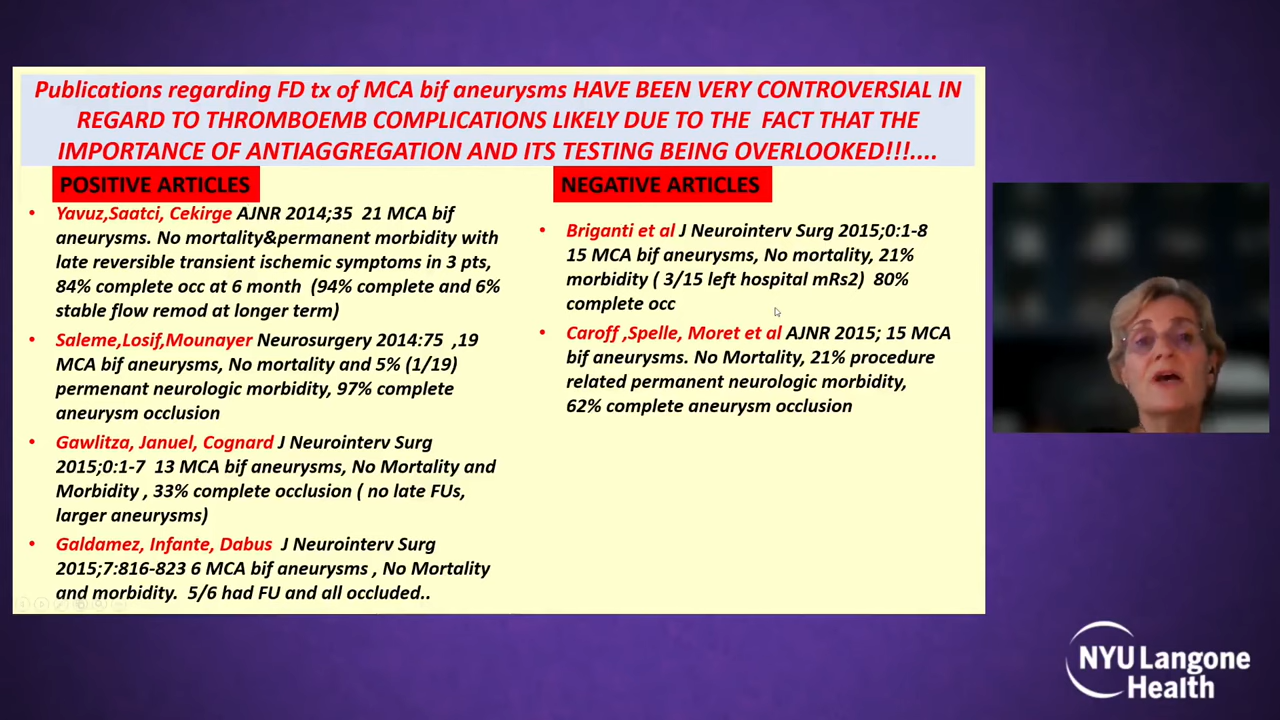 Publications regarding FD tx of MCA bif aneurysms HAVE BEEN VERY CONTROVERSIAL IN
REGARD TO THROMBOEMB COMPLICATIONS LIKELY DUE TO THE FACT THAT THE
IMPORTANCE OF ANTIAGGREGATION AND ITS TESTING BEING OVERLOOKED!!!....
POSITIVE ARTICLES
• Yavuz,Saatci, Cekirge AJNR 2014;35 21 MCA bif
aneurysms. No mortality&permanent morbidity with
late reversible transient ischemic symptoms in 3 pts,
84% complete occ at 6 month (94% complete and 6%
stable flow remod at longer term)
• Saleme,Losif,Mounayer Neurosurgery 2014:75 ,19
MCA bif aneurysms, No mortality and 5% (1/19)
permenant neurologic morbidity, 97% complete
aneurysm occlusion
• Gawlitza, Januel, Cognard J Neurointerv Surg
2015;0:1-7 13 MCA bif aneurysms, No Mortality and
Morbidity , 33% complete occlusion ( no late FUs,
larger aneurysms)
• Galdamez, Infante, Dabus J Neurointerv Surg
2015;7:816-823 6 MCA bif aneurysms , No Mortality
and morbidity. 5/6 had FU and all occluded..
NEGATIVE ARTICLES
• Briganti et al J Neurointerv Surg 2015;0:1-8
15 MCA bif aneurysms, No mortality, 21%
morbidity ( 3/15 left hospital mRs2) 80%
complete occ
• Caroff ,Spelle, Moret et al AJNR 2015; 15 MCA
bif aneurysms. No Mortality, 21% procedure
related permanent neurologic morbidity,
62% complete aneurysm occlusion
NYU Langone
Health